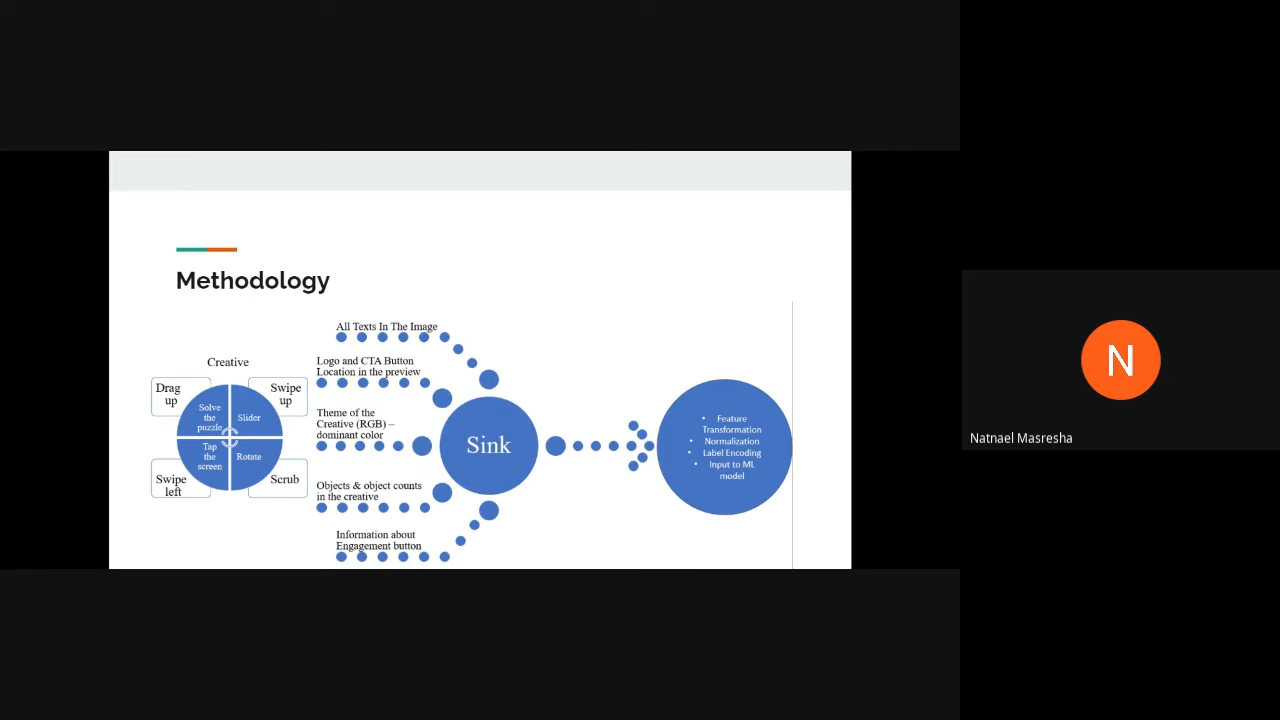 Methodology
Creative
Drag
up
Swipe
up
Solve
the
puzzle
Slider
Tap
the
screen
Rotate
Swipe
left
Scrub
All Texts In The Image
Logo and CTA Button
Location in the preview
Theme of the
Creative (RGB) –
dominant color
Objects & object counts
in the creative
Information about
Engagement button
Sink
• Feature
Transformation
• Normalization
• Label Encoding
• Input to ML
model
N
Natnael Masresha